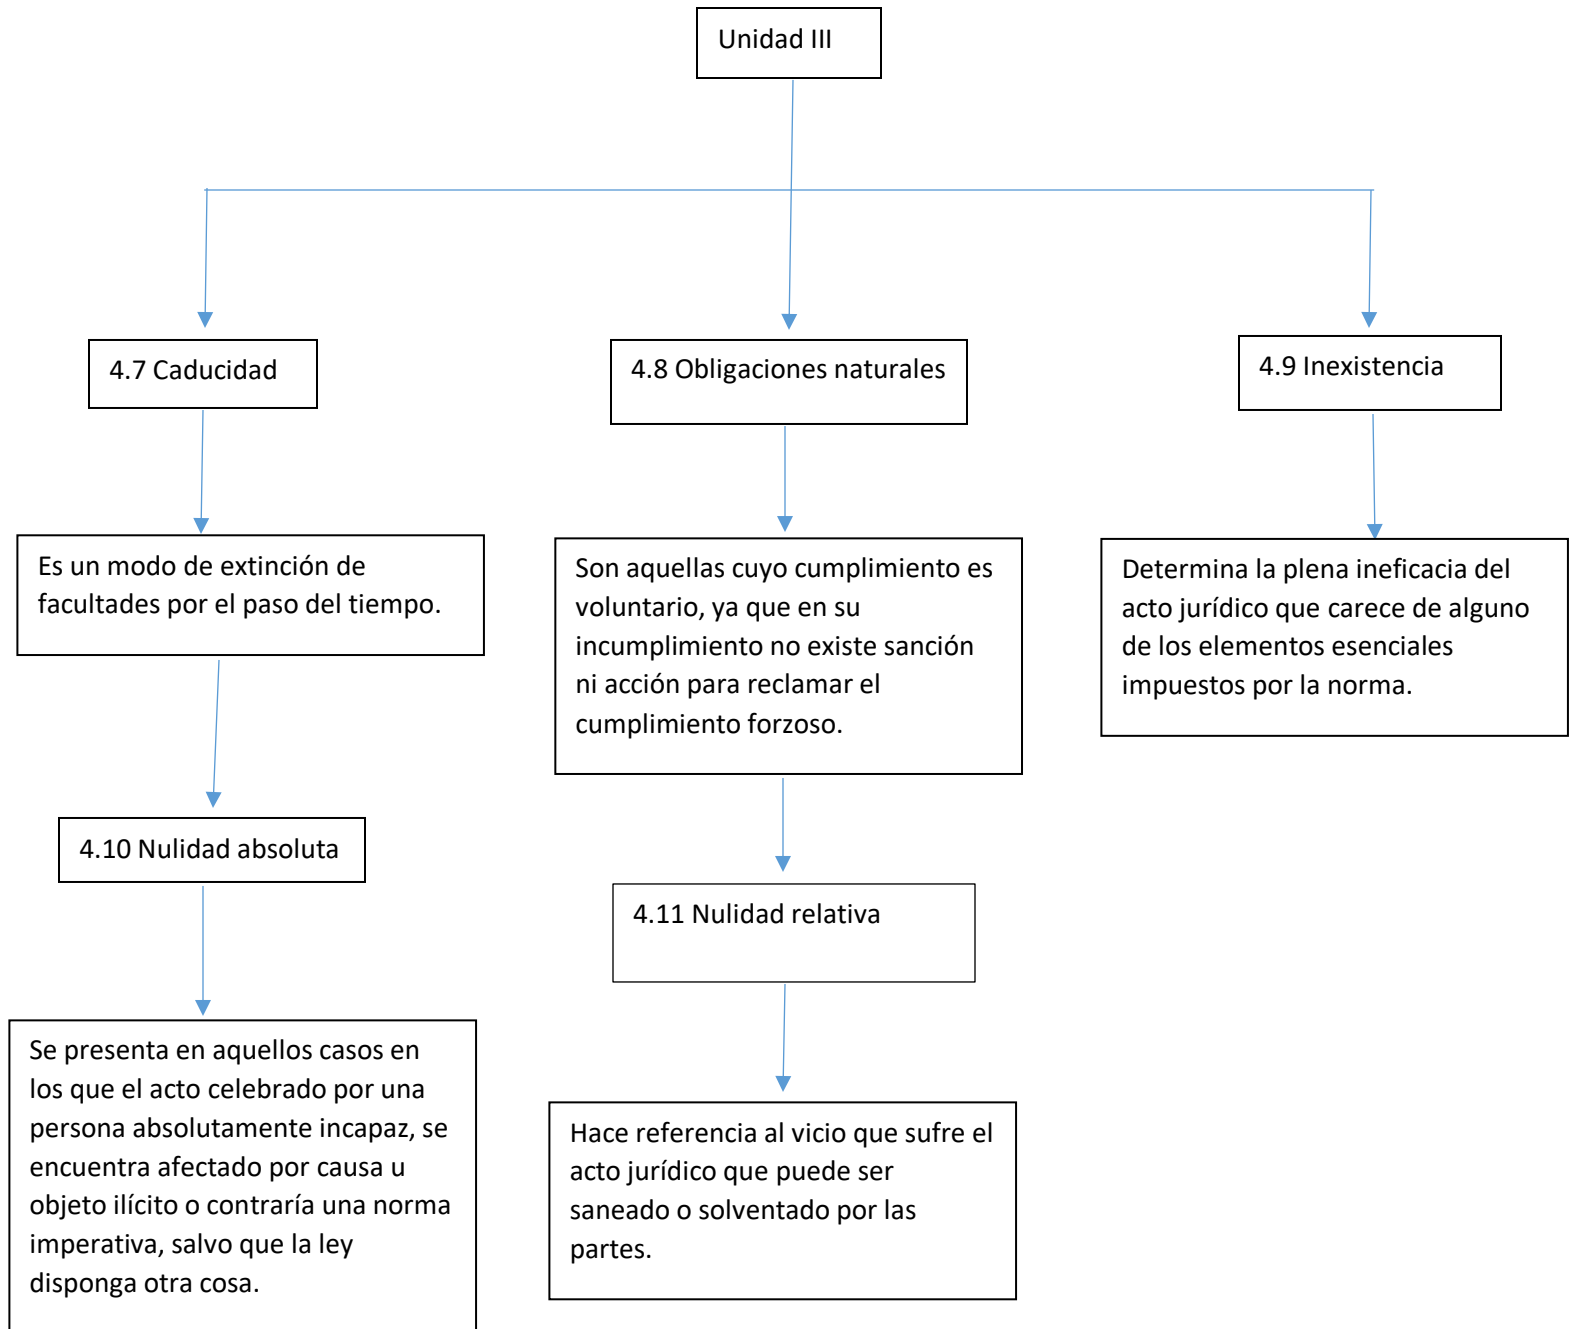 Unidad III
4.7 Caducidad
4.8 Obligaciones naturales
4.9 Inexistencia
Es un modo de extinción de
facultades por el paso del tiempo.
Son aquellas cuyo cumplimiento es
voluntario, ya que en su
incumplimiento no existe sanción
ni acción para reclamar el
cumplimiento forzoso.
Determina la plena ineficacia del
acto jurídico que carece de alguno
de los elementos esenciales
impuestos por la norma.
4.10 Nulidad absoluta
4.11 Nulidad relativa
Se presenta en aquellos casos en
los que el acto celebrado por una
persona absolutamente incapaz, se
encuentra afectado por causa u
objeto ilícito o contraría una norma
imperativa, salvo que la ley
disponga otra cosa.
Hace referencia al vicio que sufre el
acto jurídico que puede ser
saneado o solventado por las
partes.